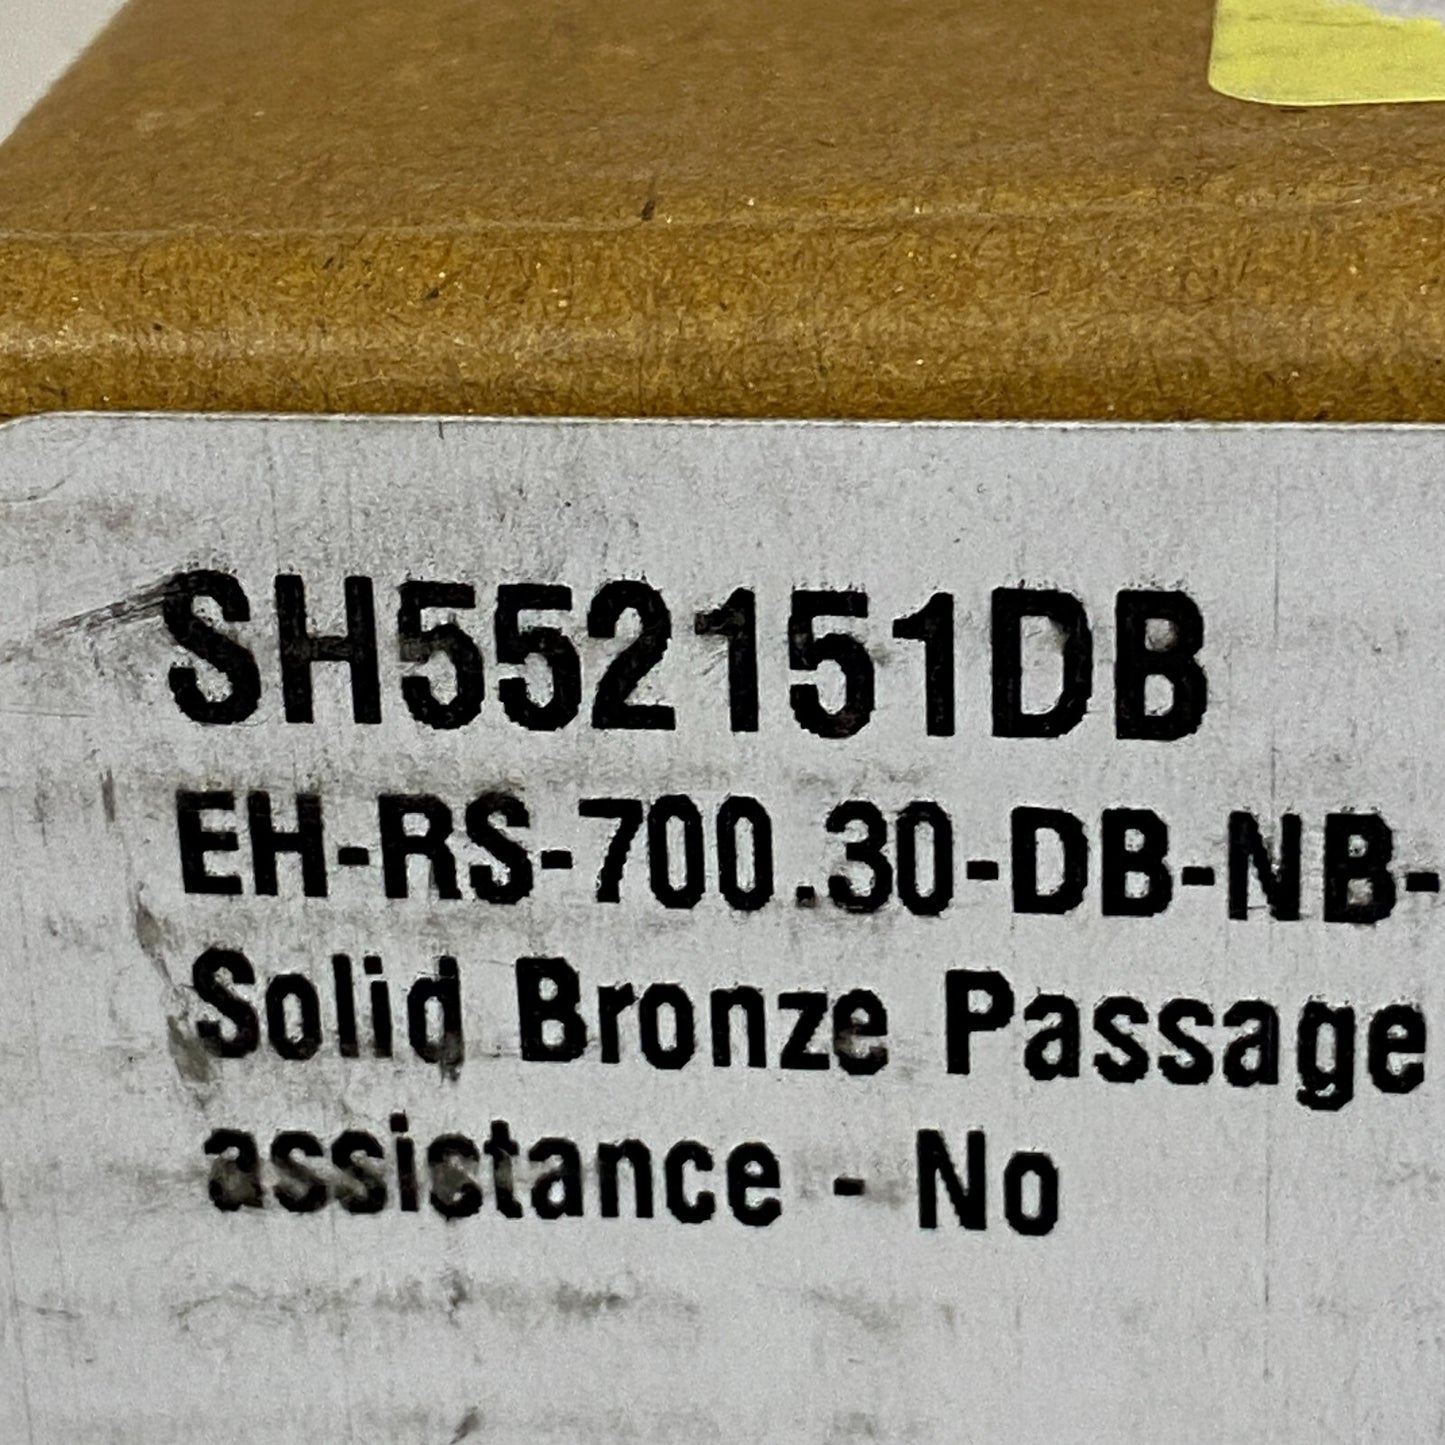 SH552151DB
EH-RS-700.30-DB-NB-
Solid Bronze Passage
assistance - No